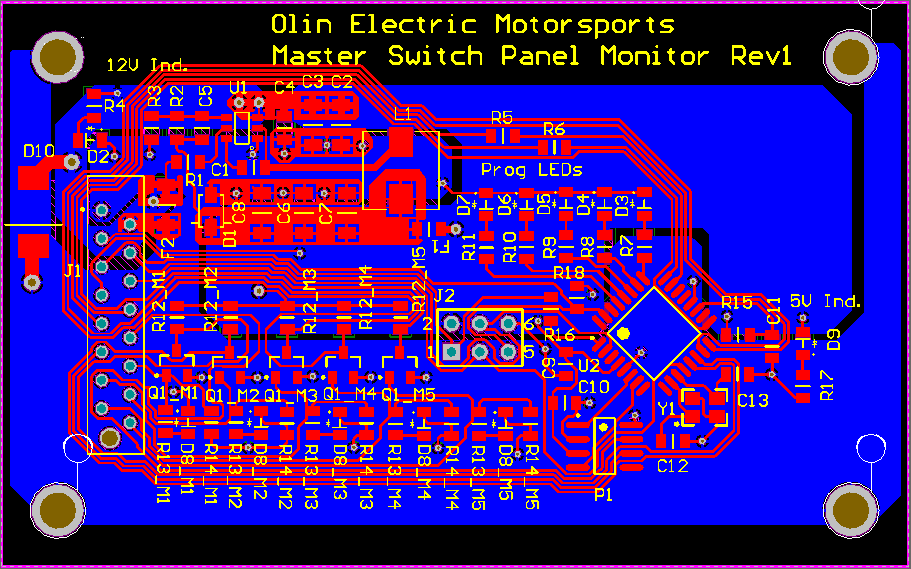 Olin Electric Motorsports
Master Switch Panel Monitor Rev1
12V Ind.
R4
R3
R2
C5
U1
C4
C3
C2
L1
R5
R6
Prog LEDs
D10
D2
R1
C1
D1
C8
C6
C7
F1
F2
J1
D7
D6
D5
D4
D3
R11
R10
R9
R8
R7
R18
R12_M1
R12_M2
R12_M3
R12_M4
R12_M5
J2
2
6
1
5
R16
C9
U2
C10
R15
C11
5V Ind.
D9
R17
C13
Y1
C12
P1
Q1_M1
Q1_M2
Q1_M3
Q1_M4
Q1_M5
R13_M1
D8_M1
R14_M1
R13_M2
D8_M2
R14_M2
R13_M3
D8_M3
R14_M3
R13_M4
D8_M4
R14_M4
R13_M5
D8_M5
R14_M5